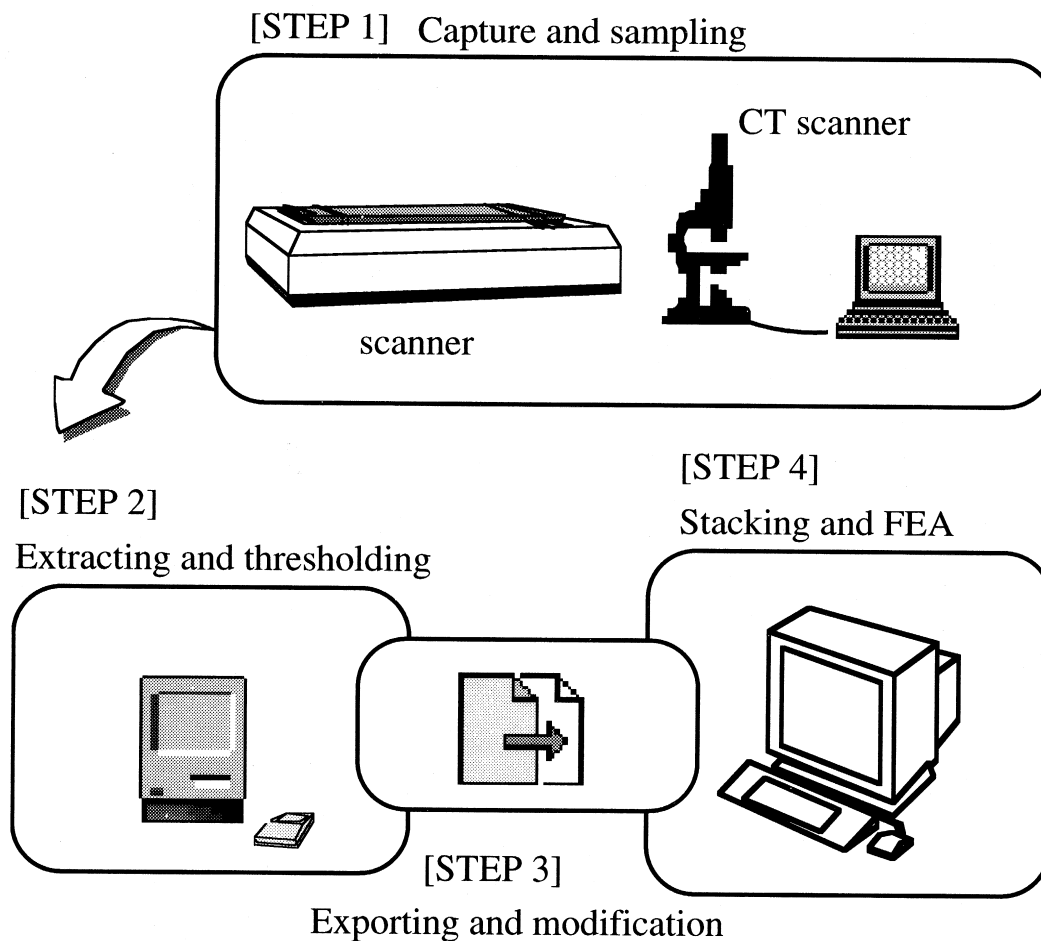 [STEP 1] Capture and sampling
CT scanner
scanner
[STEP 2]
Extracting and thresholding
[STEP 4]
Stacking and FEA
[STEP 3]
Exporting and modification